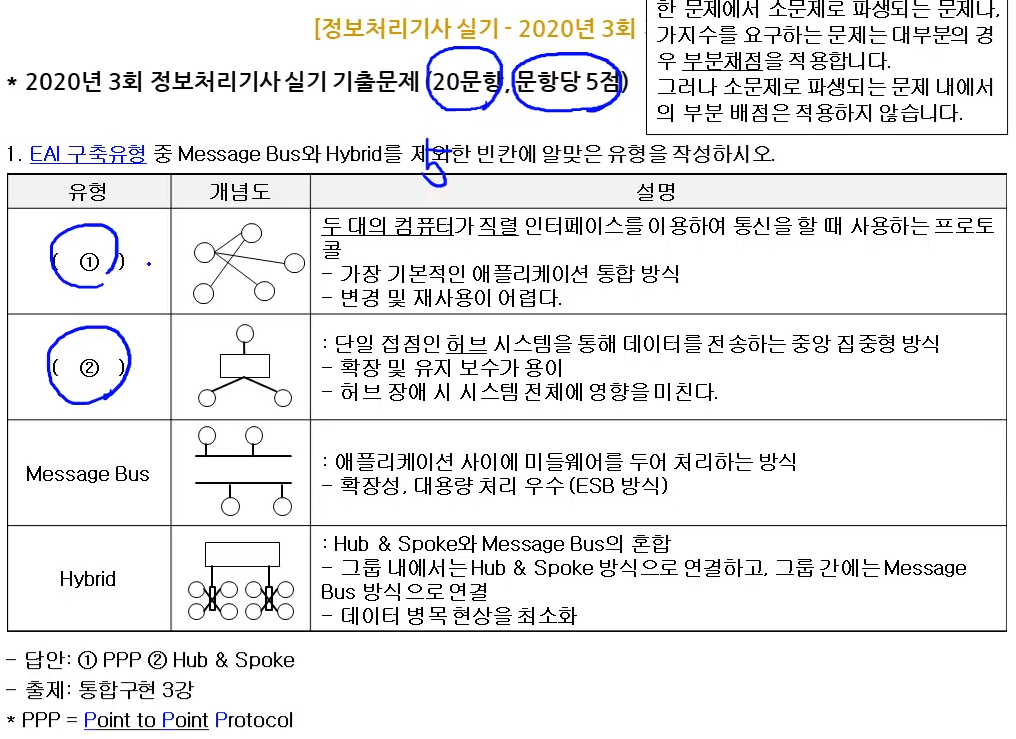 [정보처리기사 실기 - 2020년 3회
한 문제에서 소문제로 파생되는 문제나,
가지수를 요구하는 문제는 대부분의 경
우 부분채점을 적용합니다.
그러나 소문제로 파생되는 문제 내에서
의 부분 배점은 적용하지 않습니다.
* 2020년 3회 정보처리기사 실기 기출문제 (20문항, 문항당 5점)
1. EAI 구축유형 중 Message Bus와 Hybrid를 제외한 빈칸에 알맞은 유형을 작성하시오.
5
유형 개념도 설명
( ① )
두 대의 컴퓨터가 직렬 인터페이스를 이용하여 통신을 할 때 사용하는 프로토
콜
- 가장 기본적인 애플리케이션 통합 방식
- 변경 및 재사용이 어렵다.
( ② )
: 단일 접점인 허브 시스템을 통해 데이터를 전송하는 중앙 집중형 방식
- 확장 및 유지 보수가 용이
- 허브 장애 시 시스템 전체에 영향을 미친다.
Message Bus
: 애플리케이션 사이에 미들웨어를 두어 처리하는 방식
- 확장성, 대용량 처리 우수 (ESB 방식)
Hybrid
: Hub & Spoke와 Message Bus의 혼합
- 그룹 내에서는 Hub & Spoke 방식으로 연결하고, 그룹 간에는 Message
Bus 방식으로 연결
- 데이터 병목 현상을 최소화
- 답안: ① PPP ② Hub & Spoke
- 출제: 통합구현 3강
* PPP = Point to Point Protocol